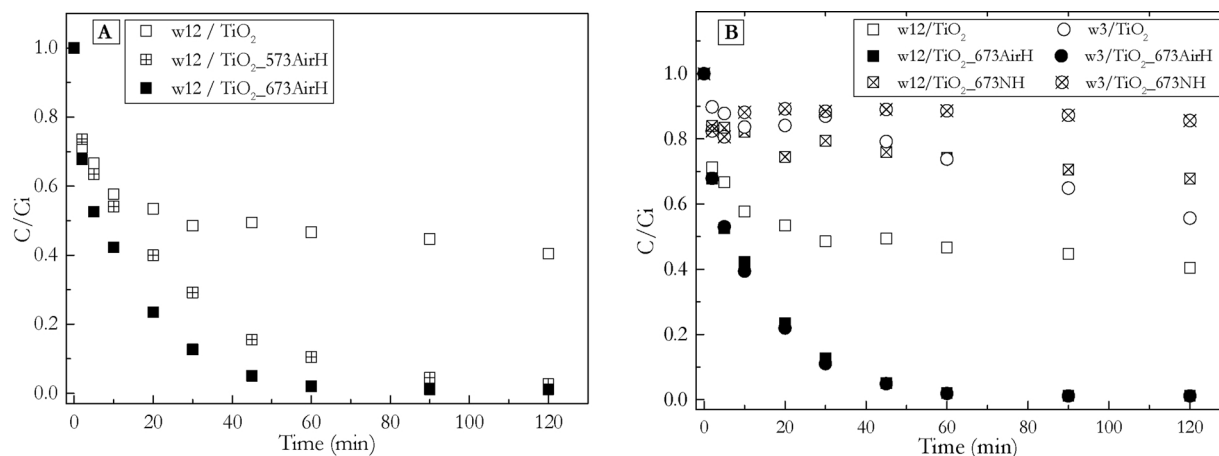 A
w12 / TiO₂
w12 / TiO₂_573AirH
w12 / TiO₂_673AirH
1.0
0.8
0.6
0.4
0.2
0.0
C/Ci
0 20 40 60 80 100 120
Time (min)
B
w12/TiO₂ w3/TiO₂
w12/TiO₂_673AirH w3/TiO₂_673AirH
w12/TiO₂_673NH w3/TiO₂_673NH
1.0
0.8
0.6
0.4
0.2
0.0
C/Ci
0 20 40 60 80 100 120
Time (min)